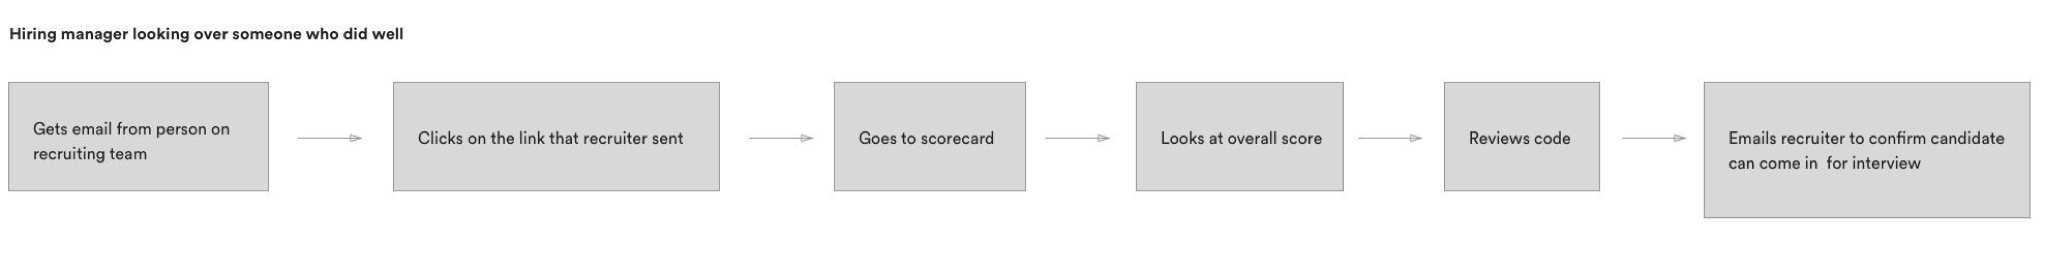 Hiring manager looking over someone who did well
Gets email from person on
recruiting team
Clicks on the link that recruiter sent
Goes to scorecard
Looks at overall score
Reviews code
Emails recruiter to confirm candidate
can come in  for interview